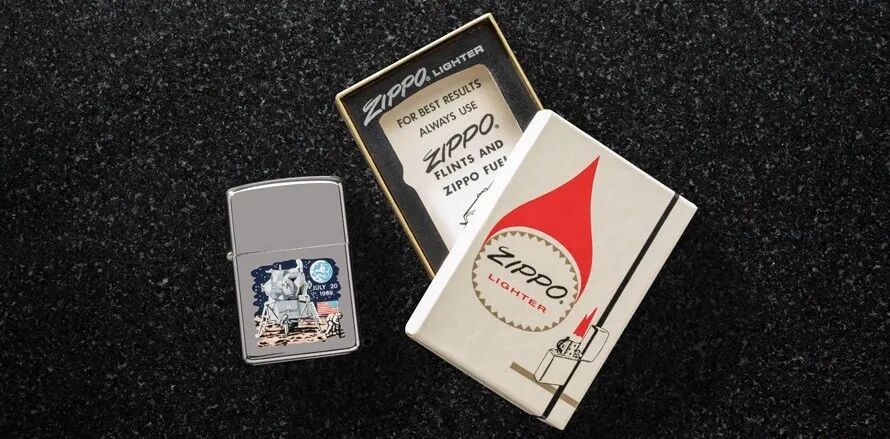 JULY 20
1969
ZIPPO® LIGHTER
FOR BEST RESULTS
ALWAYS USE
ZIPPO®
FLINTS AND
ZIPPO FUEL
ZIPPO®
LIGHTER